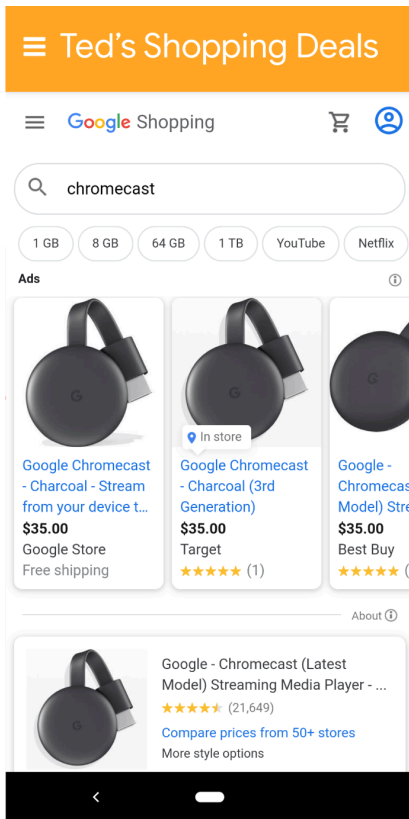 Ted's Shopping Deals
Google Shopping
chromecast
1 GB 8 GB 64 GB 1 TB YouTube Netflix
Ads
G
G
G
In store
Google Chromecast
- Charcoal - Stream
from your device t...
$35.00
Google Store
Free shipping
Google Chromecast
- Charcoal (3rd
Generation)
$35.00
Target
(1)
Google -
Chromecas
Model) Stre
$35.00
Best Buy
(
About
G
Google - Chromecast (Latest
Model) Streaming Media Player - ...
(21,649)
Compare prices from 50+ stores
More style options